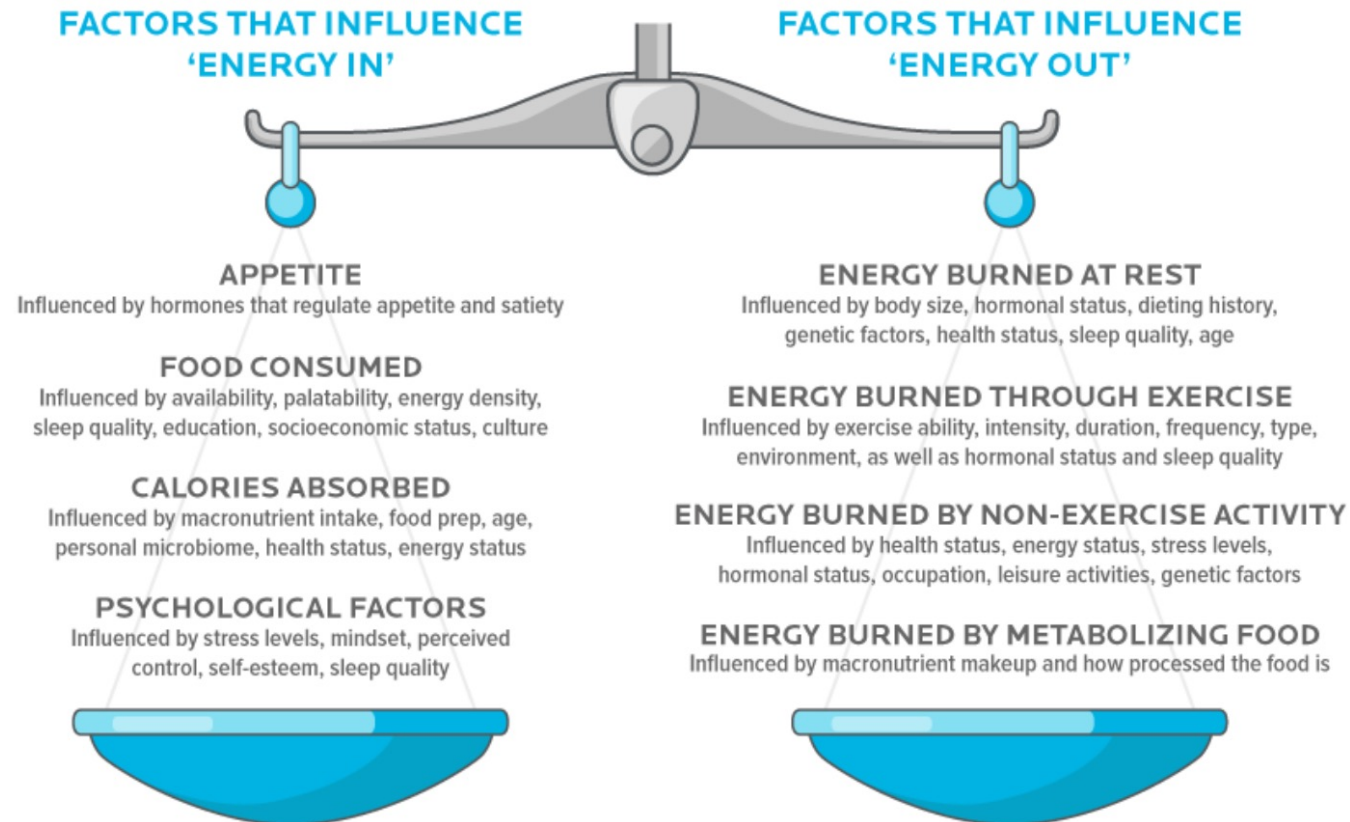 FACTORS THAT INFLUENCE
‘ENERGY IN’
APPETITE
Influenced by hormones that regulate appetite and satiety
FOOD CONSUMED
Influenced by availability, palatability, energy density,
sleep quality, education, socioeconomic status, culture
CALORIES ABSORBED
Influenced by macronutrient intake, food prep, age,
personal microbiome, health status, energy status
PSYCHOLOGICAL FACTORS
Influenced by stress levels, mindset, perceived
control, self-esteem, sleep quality
FACTORS THAT INFLUENCE
‘ENERGY OUT’
ENERGY BURNED AT REST
Influenced by body size, hormonal status, dieting history,
genetic factors, health status, sleep quality, age
ENERGY BURNED THROUGH EXERCISE
Influenced by exercise ability, intensity, duration, frequency, type,
environment, as well as hormonal status and sleep quality
ENERGY BURNED BY NON-EXERCISE ACTIVITY
Influenced by health status, energy status, stress levels,
hormonal status, occupation, leisure activities, genetic factors
ENERGY BURNED BY METABOLIZING FOOD
Influenced by macronutrient makeup and how processed the food is